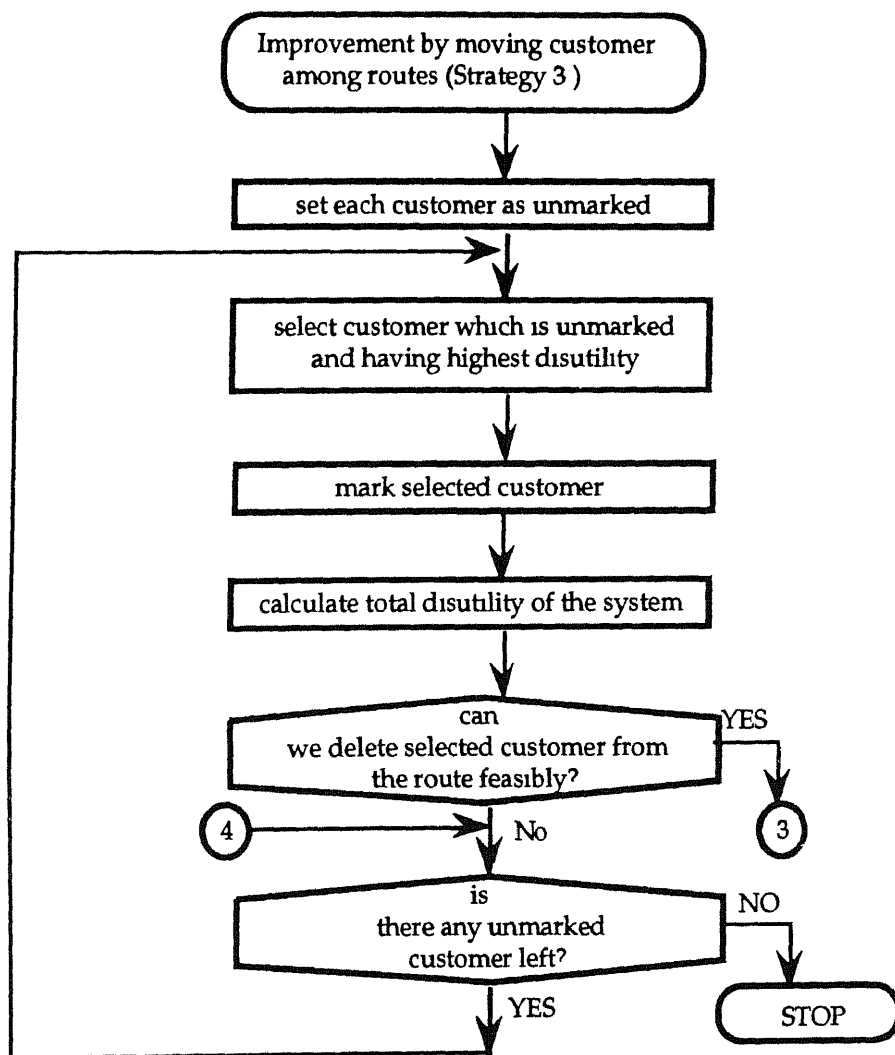 Improvement by moving customer
among routes (Strategy 3 )
set each customer as unmarked
select customer which is unmarked
and having highest disutility
mark selected customer
calculate total disutility of the system
can
we delete selected customer from
the route feasibly?
YES
4
No
3
is
there any unmarked
customer left?
NO
YES
STOP